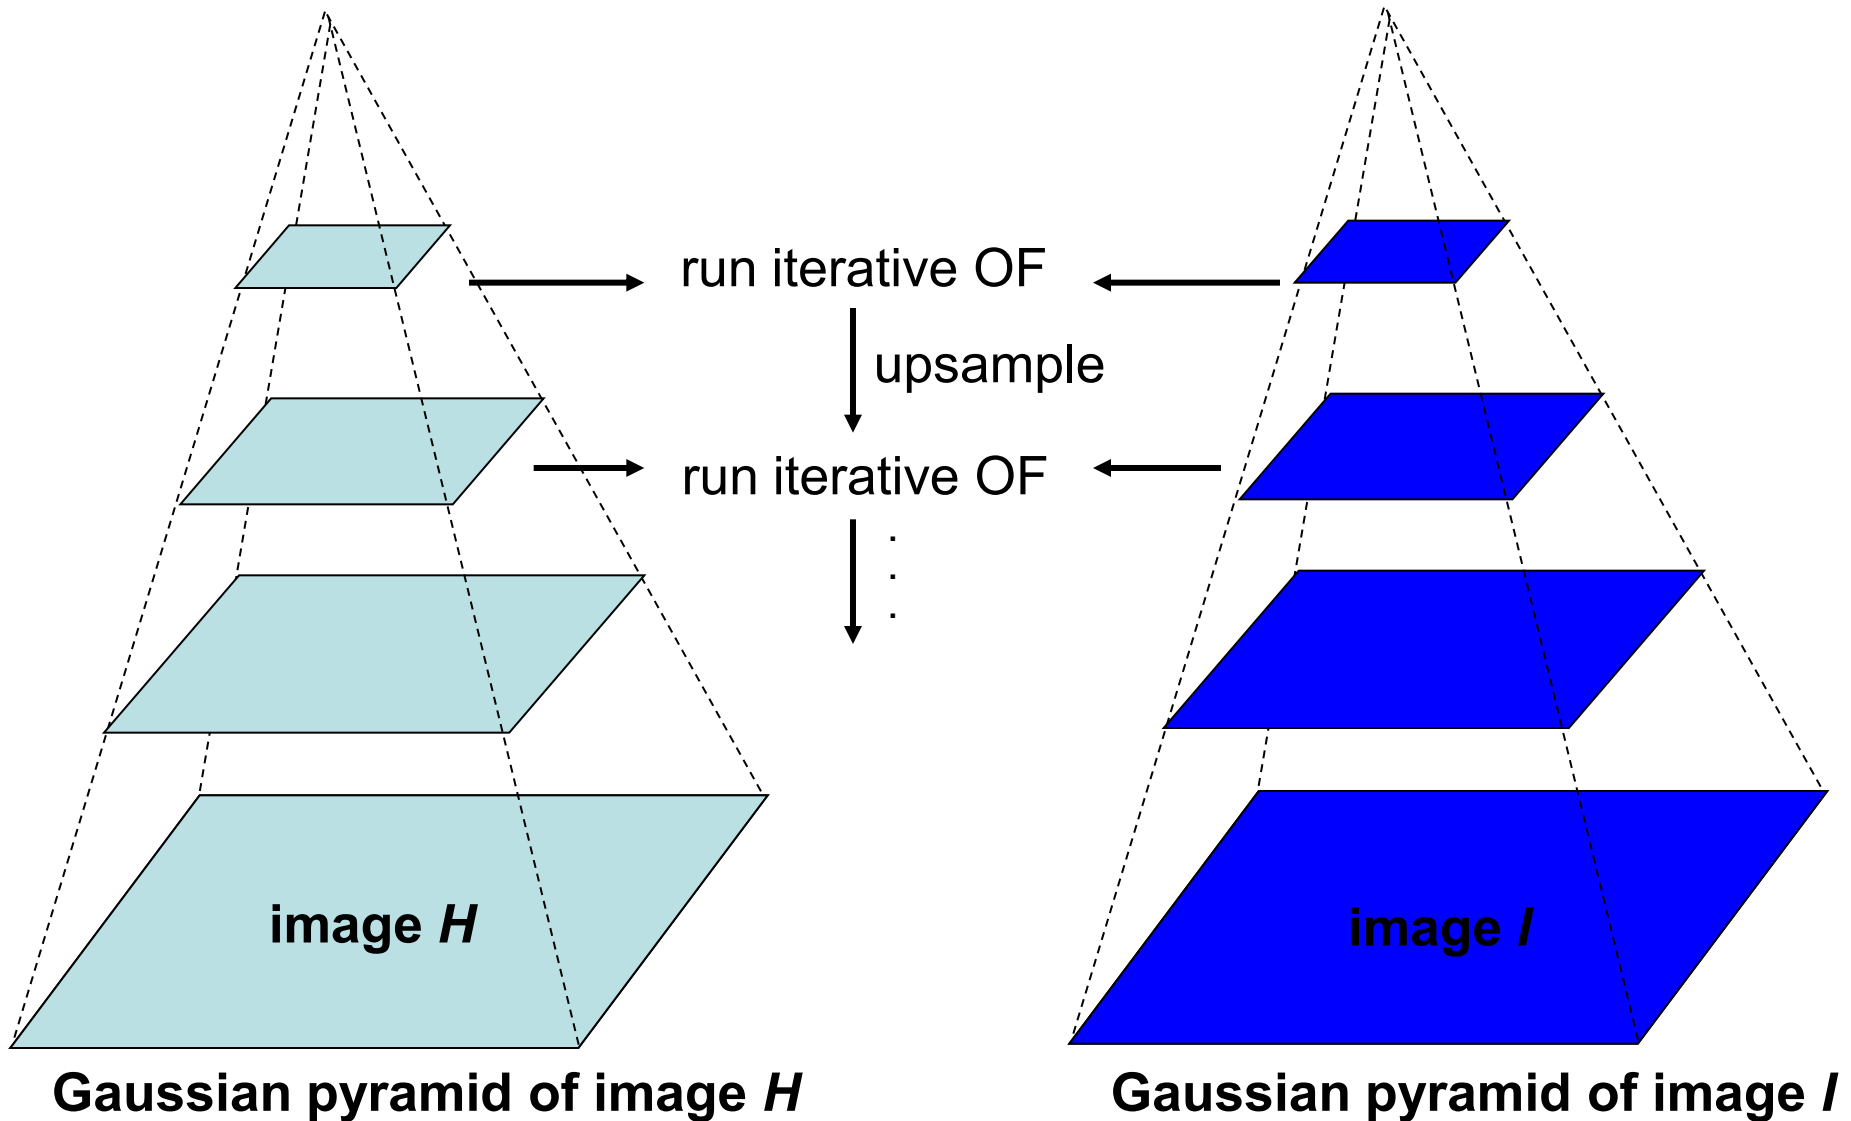 run iterative OF
upsample
run iterative OF
.
.
.
image H
image I
Gaussian pyramid of image H
Gaussian pyramid of image I